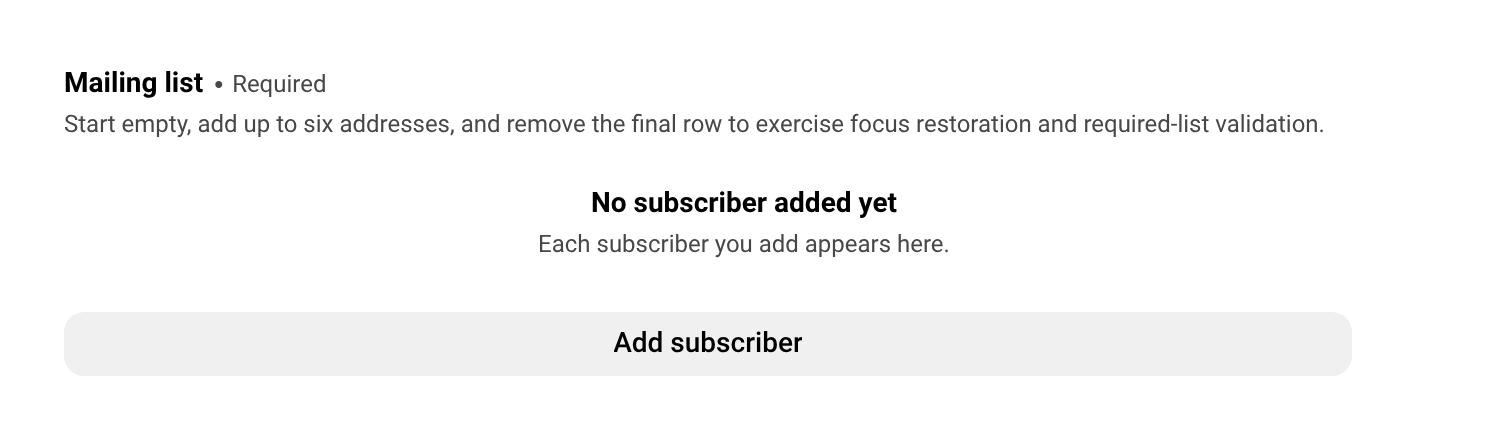 Mailing list • Required
Start empty, add up to six addresses, and remove the final row to exercise focus restoration and required-list validation.
No subscriber added yet
Each subscriber you add appears here.
Add subscriber